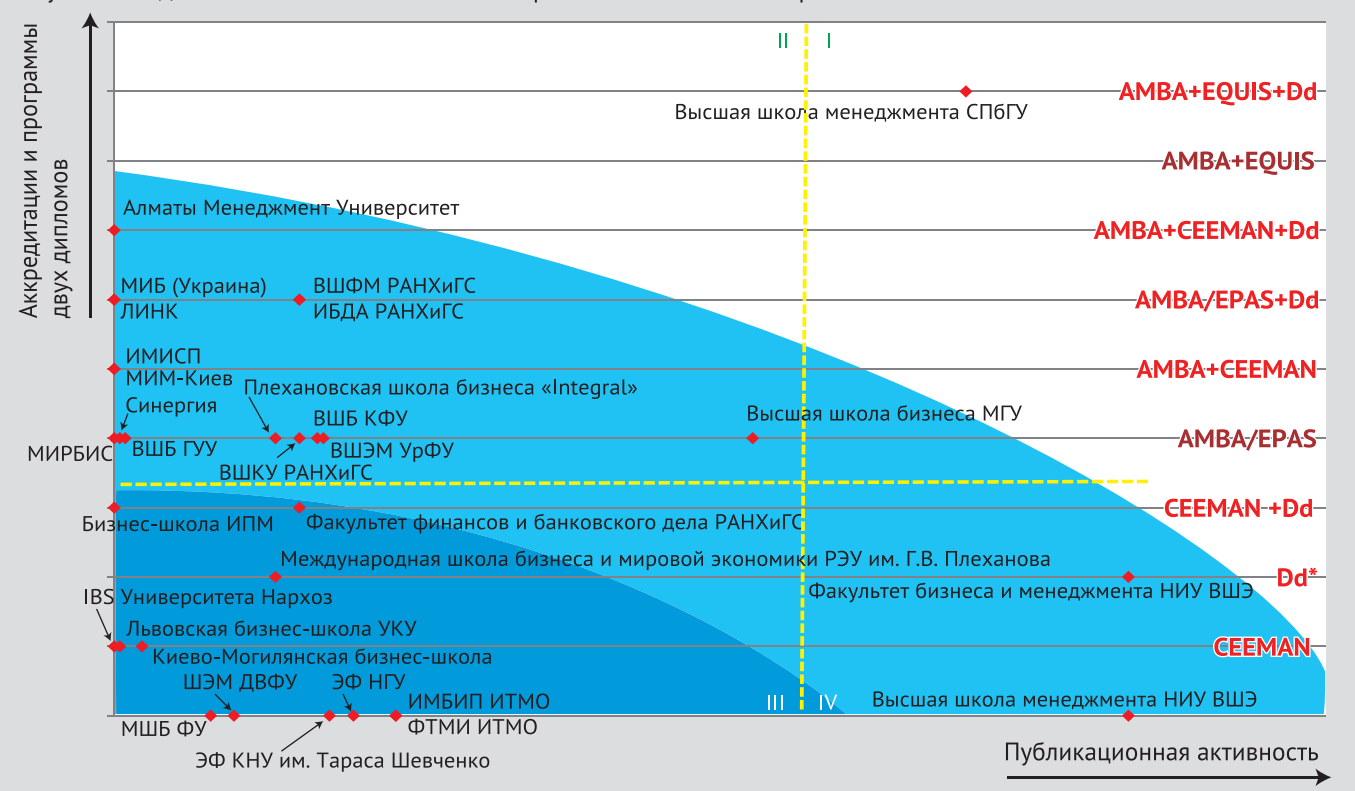 Аккредитации и программы
двух дипломов
II I
AMBA+EQUIS+Dd
Высшая школа менеджмента СПбГУ
AMBA+EQUIS
Алматы Менеджмент Университет
AMBA+CEEMAN+Dd
МИБ (Украина)
ВШФМ РАНХиГС
AMBA/EPAS+Dd
ЛИНК
ИБДА РАНХиГС
ИМИСП
AMBA+CEEMAN
МИМ-Киев
Плехановская школа бизнеса «Integral»
Синергия
ВШБ КФУ
Высшая школа бизнеса МГУ
AMBA/EPAS
МИРБИС
ВШБ ГУУ
ВШЭМ УрФУ
ВШКУ РАНХиГС
CEEMAN +Dd
Бизнес-школа ИПМ
Факультет финансов и банковского дела РАНХиГС
Международная школа бизнеса и мировой экономики РЭУ им. Г.В. Плеханова
Dd*
Факультет бизнеса и менеджмента НИУ ВШЭ
IBS Университета Нархоз
Львовская бизнес-школа УКУ
CEEMAN
Киево-Могилянская бизнес-школа
ШЭМ ДВФУ
ЭФ НГУ
III IV
ИМБИП ИТМО
Высшая школа менеджмента НИУ ВШЭ
МШБ ФУ
ФТМИ ИТМО
ЭФ КНУ им. Тараса Шевченко
Публикационная активность